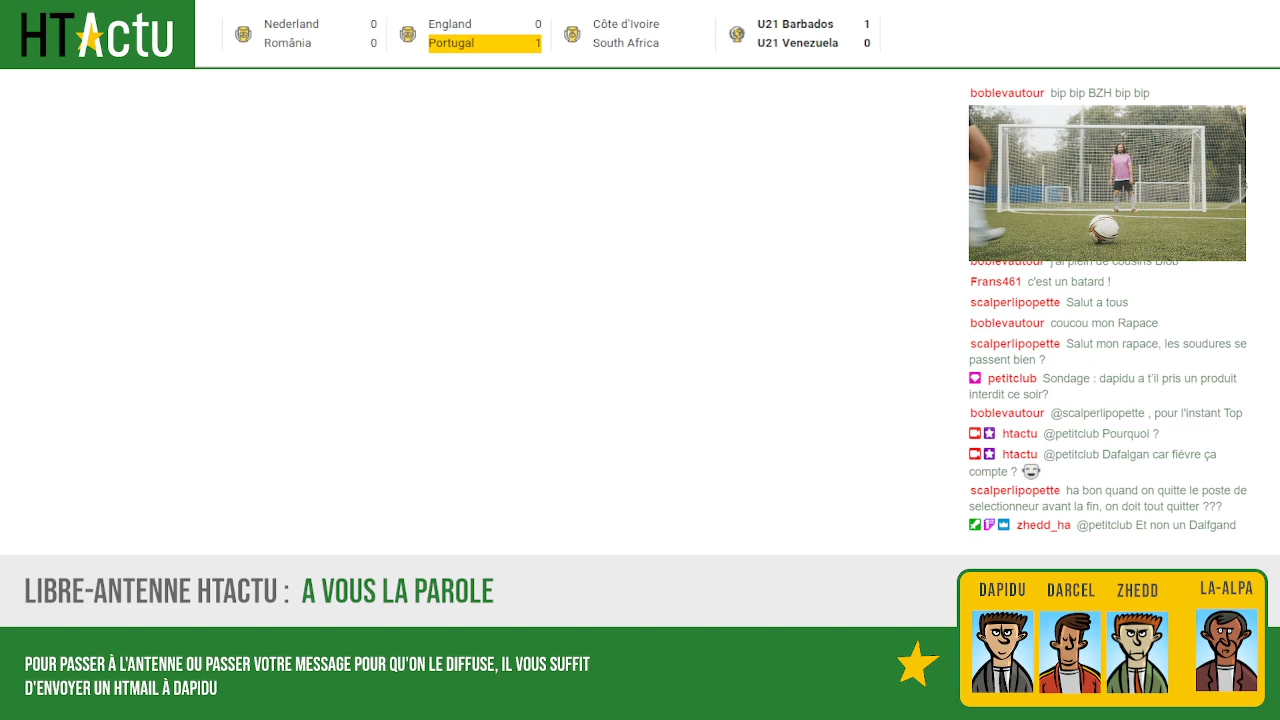 HTActu
Nederland 0
România 0
England 0
Portugal 1
Côte d'Ivoire
South Africa
U21 Barbados 1
U21 Venezuela 0
boblevautour bip bip BZH bip bip
boblevautour j'ai plein de cousins Blob
Frans461 c'est un batard !
scalperlipopette Salut a tous
boblevautour coucou mon Rapace
scalperlipopette Salut mon rapace, les soudures se
passent bien ?
petitclub Sondage : dapidu a t'il pris un produit
interdit ce soir?
boblevautour @scalperlipopette , pour l'instant Top
htactu @petitclub Pourquoi ?
htactu @petitclub Dafalgan car fièvre ça
compte ?
scalperlipopette ha bon quand on quitte le poste de
selectionneur avant la fin, on doit tout quitter ???
zhedd_ha @petitclub Et non un Dalfgand
LIBRE-ANTENNE HTACTU : A VOUS LA PAROLE
DAPIDU DARCEL ZHEDD LA-ALPA
POUR PASSER À L'ANTENNE OU PASSER VOTRE MESSAGE POUR QU'ON LE DIFFUSE, IL VOUS SUFFIT
D'ENVOYER UN HTMAIL À DAPIDU